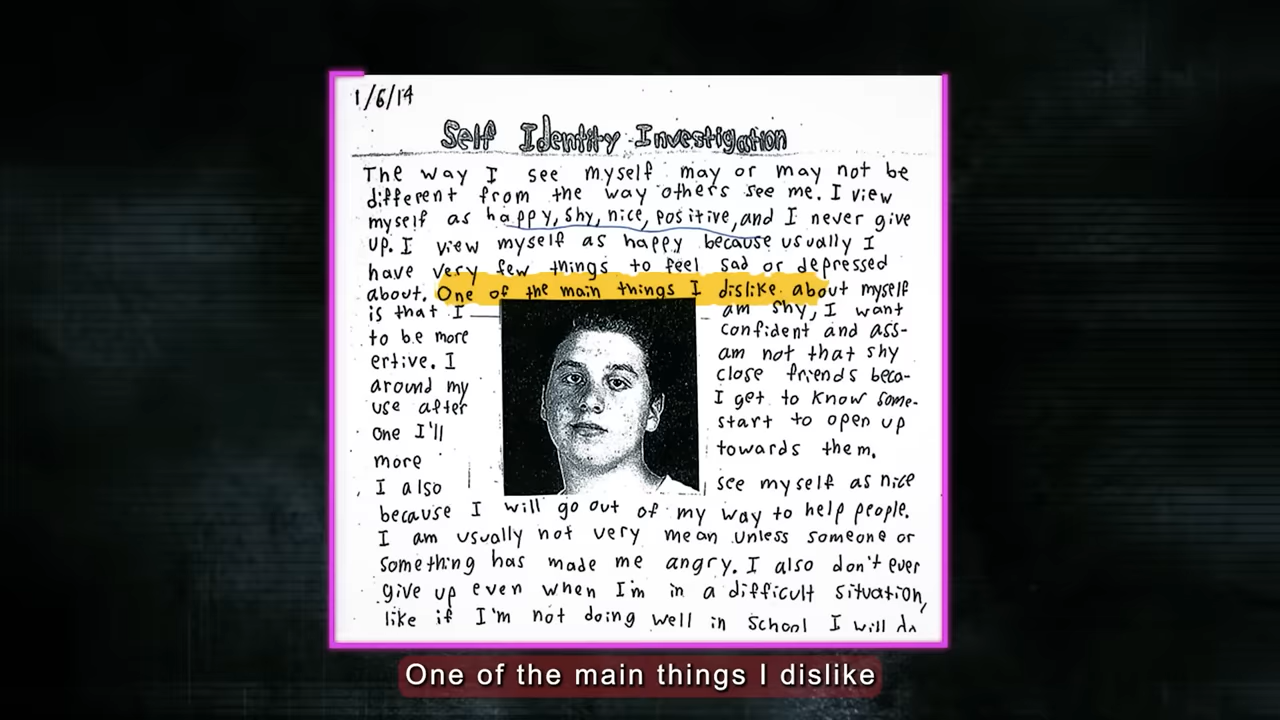 1/6/14
Self Identity Investigation
The way I see myself may or may not be
different from the way others see me. I view
myself as happy, shy, nice, positive, and I never give
up. I view myself as happy because usually I
have very few things to feel sad or depressed
about. One of the main things I dislike about myself
is that I am shy, I want
to be more confident and ass-
ertive. I am not that shy
around my close friends beca-
use after I get to know some-
one I'll start to open up
more towards them.
I also see myself as nice
because I will go out of my way to help people.
I am usually not very mean unless someone or
something has made me angry. I also don't ever
give up even when I'm in a difficult situation,
like if I'm not doing well in school I will do
One of the main things I dislike